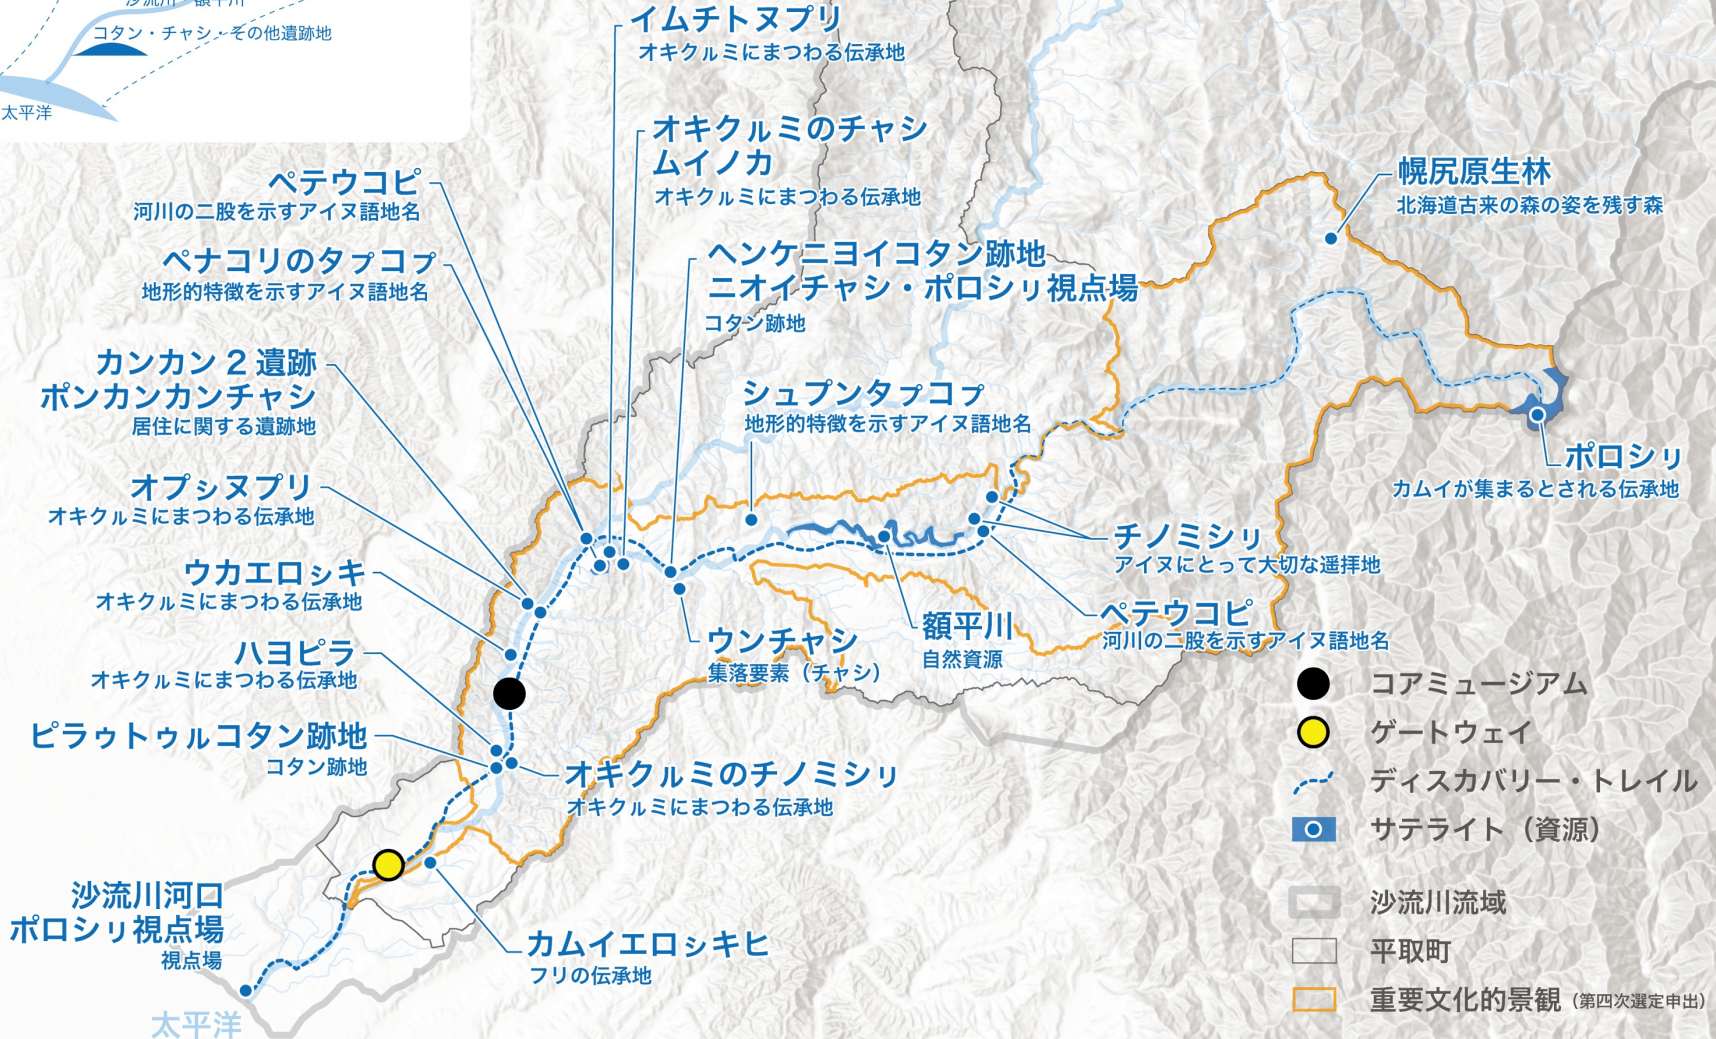 沙流川・額平川
コタン・チャシ・その他遺跡地
太平洋
イムチトヌプリ
オキクㇽミにまつわる伝承地
オキクㇽミのチャシ
ムイノカ
オキクㇽミにまつわる伝承地
ペテウコピ
河川の二股を示すアイヌ語地名
ペナコリのタㇷ゚コㇷ゚
地形的特徴を示すアイヌ語地名
ヘンケニヨイコタン跡地
ニオイチャシ・ポロシㇼ視点場
コタン跡地
幌尻原生林
北海道古来の森の姿を残す森
カンカン２遺跡
ポンカンカンチャシ
居住に関する遺跡地
シュプンタㇷ゚コㇷ゚
地形的特徴を示すアイヌ語地名
ポロシㇼ
カムイが集まるとされる伝承地
オプㇱヌプリ
オキクㇽミにまつわる伝承地
チノミシㇼ
アイヌにとって大切な遥拝地
ウカエロㇱキ
オキクㇽミにまつわる伝承地
ペテウコピ
河川の二股を示すアイヌ語地名
額平川
自然資源
ウンチャシ
集落要素（チャシ）
ハヨピラ
オキクㇽミにまつわる伝承地
ピラゥトゥㇽコタン跡地
コタン跡地
オキクㇽミのチノミシㇼ
オキクㇽミにまつわる伝承地
沙流川河口
ポロシㇼ視点場
視点場
カムイエロㇱキヒ
フリの伝承地
太平洋
コアミュージアム
ゲートウェイ
ディスカバリー・トレイル
サテライト（資源）
沙流川流域
平取町
重要文化的景観（第四次選定申出）